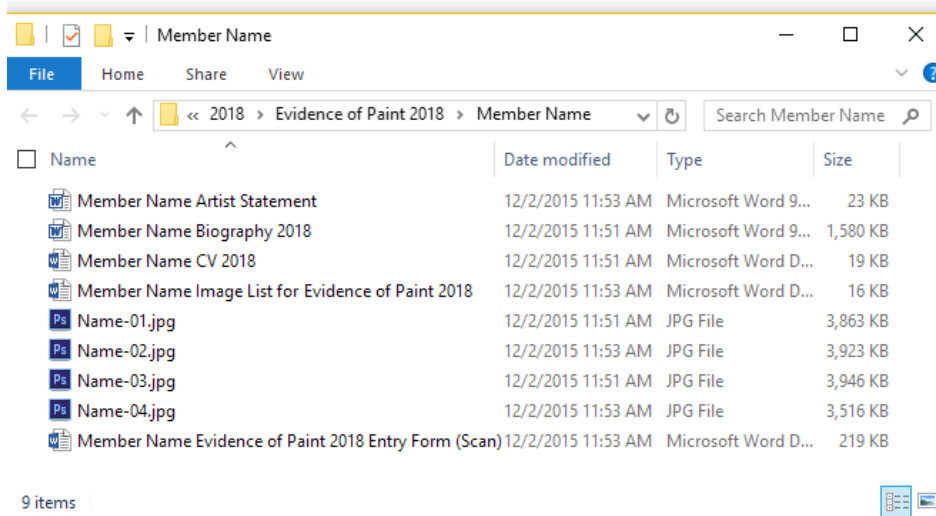 Member Name
File Home Share View
« 2018 > Evidence of Paint 2018 > Member Name Search Member Name
Name Date modified Type Size
Member Name Artist Statement 12/2/2015 11:53 AM Microsoft Word 9... 23 KB
Member Name Biography 2018 12/2/2015 11:51 AM Microsoft Word 9... 1,580 KB
Member Name CV 2018 12/2/2015 11:51 AM Microsoft Word D... 19 KB
Member Name Image List for Evidence of Paint 2018 12/2/2015 11:53 AM Microsoft Word D... 16 KB
Ps Name-01.jpg 12/2/2015 11:51 AM JPG File 3,863 KB
Ps Name-02.jpg 12/2/2015 11:53 AM JPG File 3,923 KB
Ps Name-03.jpg 12/2/2015 11:51 AM JPG File 3,946 KB
Ps Name-04.jpg 12/2/2015 11:53 AM JPG File 3,516 KB
Member Name Evidence of Paint 2018 Entry Form (Scan) 12/2/2015 11:53 AM Microsoft Word D... 219 KB
9 items